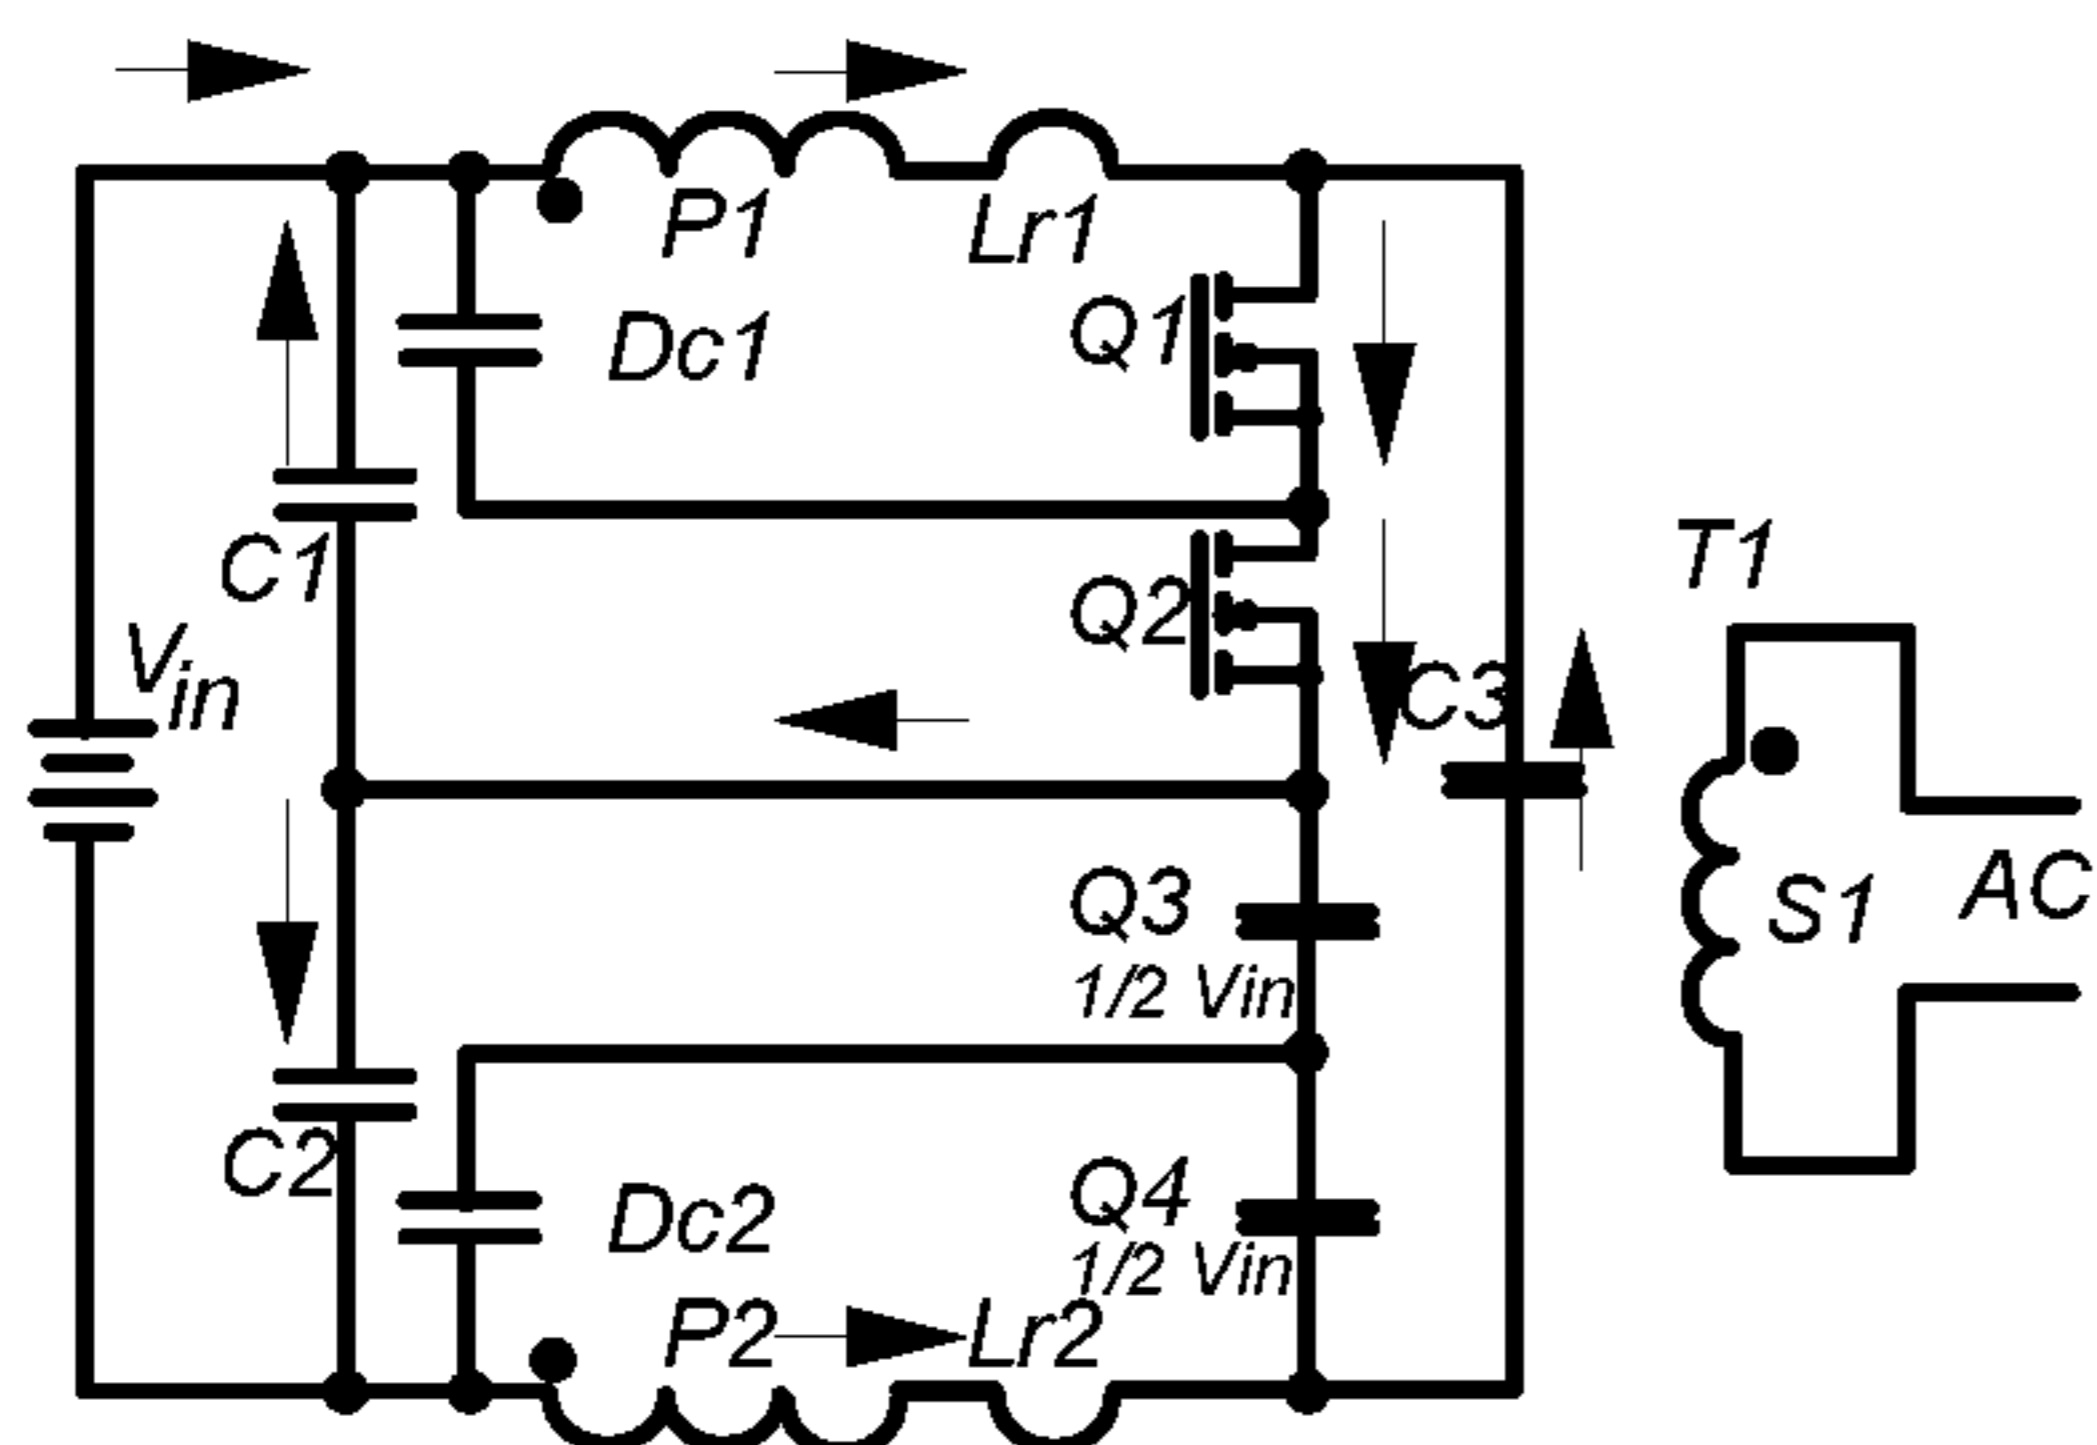 P1
Lr1
Dc1
Q1
C1
T1
Q2
Vin
C3
Q3
S1
AC
1/2 Vin
C2
Dc2
Q4
1/2 Vin
P2
Lr2